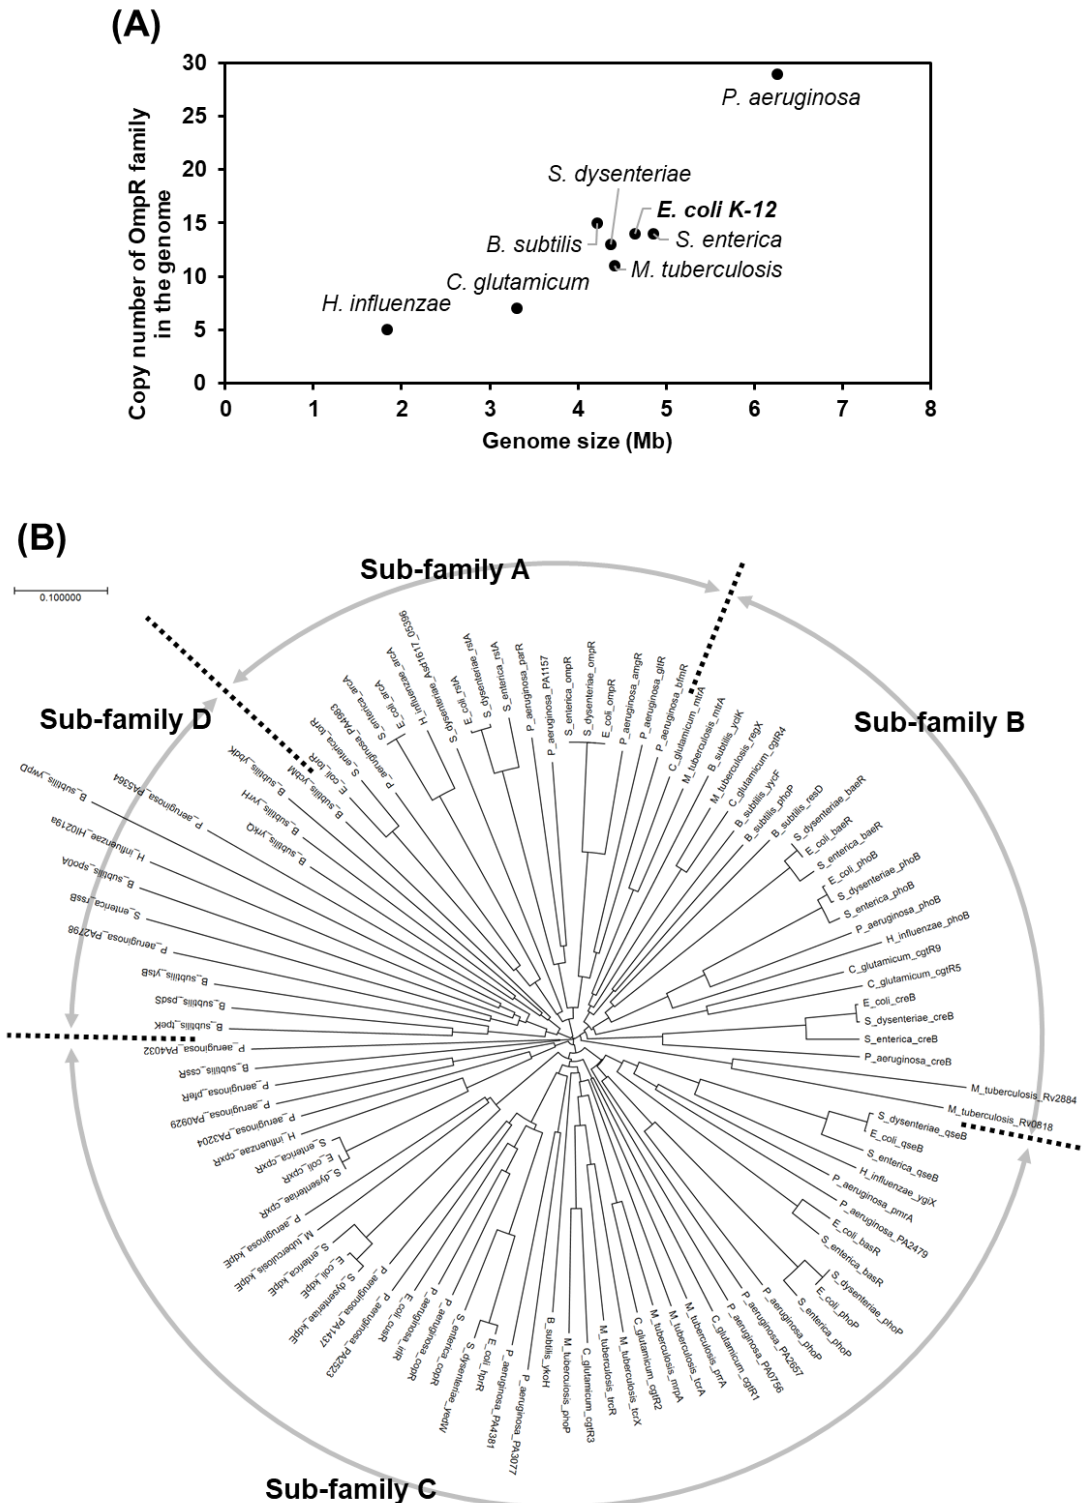 (A)
Copy number of OmpR family
in the genome
30
25
20
15
10
5
0
P. aeruginosa
S. dysenteriae
E. coli K-12
B. subtilis
S. enterica
M. tuberculosis
C. glutamicum
H. influenzae
0 1 2 3 4 5 6 7 8
Genome size (Mb)
(B)
0.100000
Sub-family A
Sub-family B
Sub-family C
Sub-family D
B_subtilis_ycbM
E_coli_torR
S_enterica_torR
P_aeruginosa_PA4983
S_enterica_arcA
E_coli_arcA
H_influenzae_arcA
S_dysenteriae_Asd1617_05396
E_coli_rstA
S_dysenteriae_rstA
S_enterica_rstA
P_aeruginosa_parR
P_aeruginosa_PA1157
S_enterica_ompR
S_dysenteriae_ompR
E_coli_ompR
P_aeruginosa_amgR
P_aeruginosa_gltR
P_aeruginosa_bfmR
C_glutamicum_mtrA
M_tuberculosis_mtrA
B_subtilis_yclK
M_tuberculosis_regX
C_glutamicum_cgtR4
B_subtilis_yycF
B_subtilis_phoP
B_subtilis_resD
S_dysenteriae_baeR
E_coli_baeR
S_enterica_baeR
E_coli_phoB
S_dysenteriae_phoB
S_enterica_phoB
P_aeruginosa_phoB
H_influenzae_phoB
C_glutamicum_cgtR9
C_glutamicum_cgtR5
E_coli_creB
S_dysenteriae_creB
S_enterica_creB
P_aeruginosa_creB
M_tuberculosis_Rv2884
M_tuberculosis_Rv0818
S_dysenteriae_qseB
E_coli_qseB
S_enterica_qseB
H_influenzae_ygiX
P_aeruginosa_pmrA
P_aeruginosa_PA2479
E_coli_basR
S_enterica_basR
S_dysenteriae_phoP
E_coli_phoP
S_enterica_phoP
P_aeruginosa_phoP
P_aeruginosa_PA2657
P_aeruginosa_PA0756
C_glutamicum_cgtR1
M_tuberculosis_prrA
M_tuberculosis_tcrA
M_tuberculosis_mrpA
C_glutamicum_cgtR2
M_tuberculosis_tcrX
M_tuberculosis_trcR
C_glutamicum_cgtR3
M_tuberculosis_phoP
B_subtilis_ykoH
P_aeruginosa_PA3077
P_aeruginosa_PA4381
E_coli_hprR
S_dysenteriae_yedW
S_enterica_copR
P_aeruginosa_copR
P_aeruginosa_irlR
E_coli_cusR
P_aeruginosa_PA2523
P_aeruginosa_PA1437
S_dysenteriae_kdpE
E_coli_kdpE
S_enterica_kdpE
M_tuberculosis_kdpE
P_aeruginosa_kdpE
S_dysenteriae_cpxR
E_coli_cpxR
S_enterica_cpxR
H_influenzae_cpxR
P_aeruginosa_PA3204
P_aeruginosa_PA0929
P_aeruginosa_pfeR
B_subtilis_cssR
P_aeruginosa_PA4032
B_subtilis_tpeK
B_subtilis_psdS
B_subtilis_ytsB
P_aeruginosa_PA2798
S_enterica_rssB
B_subtilis_spo0A
H_influenzae_HI0219a
B_subtilis_ywpD
P_aeruginosa_PA5364
B_subtilis_yrkQ
B_subtilis_yvrH
B_subtilis_ybdK